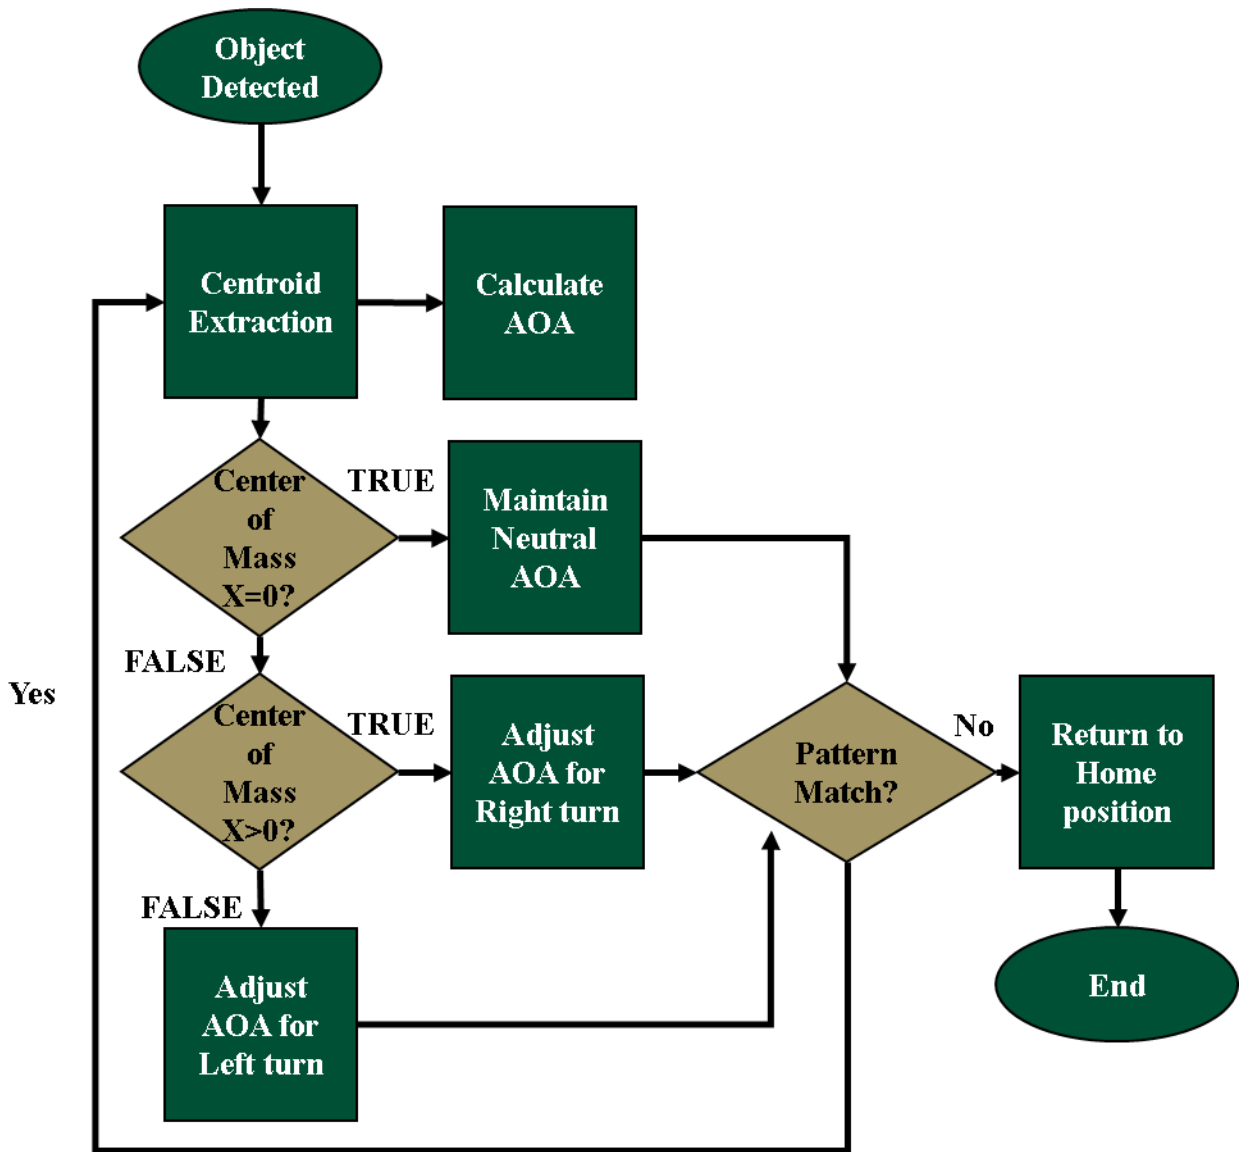 Object
Detected
Centroid
Extraction
Calculate
AOA
Center
of
Mass
X=0?
TRUE
Maintain
Neutral
AOA
FALSE
Yes
Center
of
Mass
X>0?
TRUE
Adjust
AOA for
Right turn
Pattern
Match?
No
Return to
Home
position
FALSE
Adjust
AOA for
Left turn
End